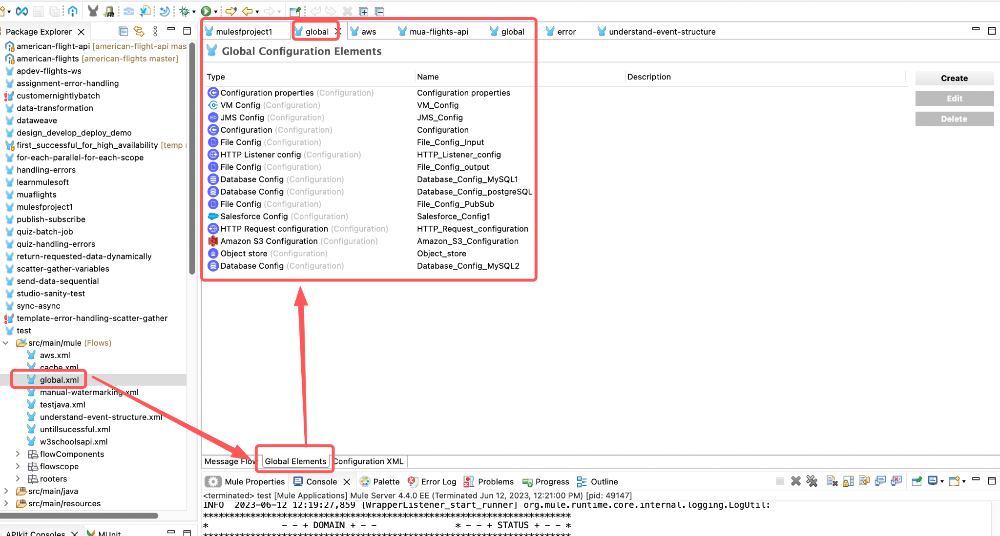 Package Explorer
mulesfproject1
global
aws
mua-flights-api
global
error
understand-event-structure
american-flight-api [american-flight-api mas
american-flights [american-flights master]
apdev-flights-ws
assignment-error-handling
customernightlybatch
data-transformation
dataweave
design_develop_deploy_demo
first_successful_for_high_availability [temp
for-each-parallel-for-each-scope
handling-errors
learnmulesoft
muaflights
mulesfproject1
publish-subscribe
quiz-batch-job
quiz-handling-errors
return-requested-data-dynamically
scatter-gather-variables
send-data-sequential
studio-sanity-test
sync-async
template-error-handling-scatter-gather
test
src/main/mule (Flows)
aws.xml
cache.xml
global.xml
manual-watermarking.xml
testjava.xml
understand-event-structure.xml
untillsucessful.xml
w3schoolsapi.xml
flowComponents
flowscope
rooters
src/main/java
src/main/resources
APIkit Consoles
MUnit
Global Configuration Elements
Type Name Description
Configuration properties (Configuration) Configuration properties
VM Config (Configuration) VM_Config
JMS Config (Configuration) JMS_Config
Configuration (Configuration) Configuration
File Config (Configuration) File_Config_Input
HTTP Listener config (Configuration) HTTP_Listener_config
File Config (Configuration) File_Config_output
Database Config (Configuration) Database_Config_MySQL1
Database Config (Configuration) Database_Config_postgreSQL
File Config (Configuration) File_Config_PubSub
Salesforce Config (Configuration) Salesforce_Config1
HTTP Request configuration (Configuration) HTTP_Request_configuration
Amazon S3 Configuration (Configuration) Amazon_S3_Configuration
Object store (Configuration) Object_store
Database Config (Configuration) Database_Config_MySQL2
Create
Edit
Delete
Message Flow Global Elements Configuration XML
Mule Properties Console Palette Error Log Problems Progress Outline
<terminated> test [Mule Applications] Mule Server 4.4.0 EE (Terminated Jun 12, 2023, 12:21:00 PM) [pid: 49147]
INFO 2023-06-12 12:19:27,859 [WrapperListener_start_runner] org.mule.runtime.core.internal.logging.LogUtil:
**********************************************************************
* - - + DOMAIN + - - * - - + STATUS + - - *
**********************************************************************